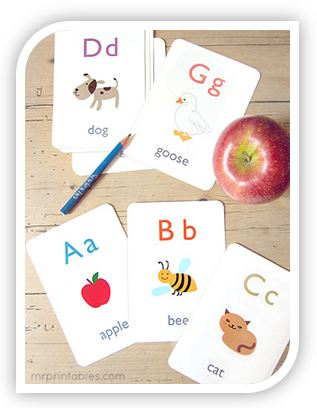 Dd
dog
Gg
goose
Aa
apple
Bb
bee
Cc
cat
mrprintables.com